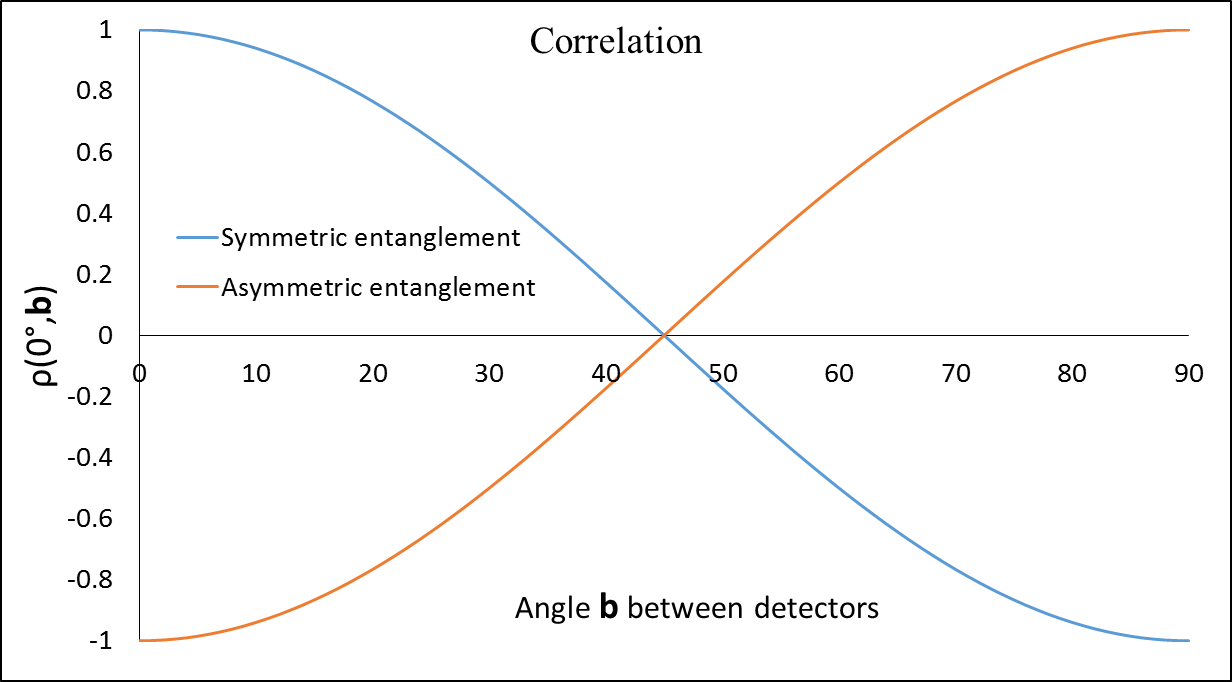 Correlation
1
0.8
0.6
0.4
0.2
0
-0.2
-0.4
-0.6
-0.8
-1
ρ(0°,b)
Symmetric entanglement
Asymmetric entanglement
0 10 20 30 40 50 60 70 80 90
Angle b between detectors